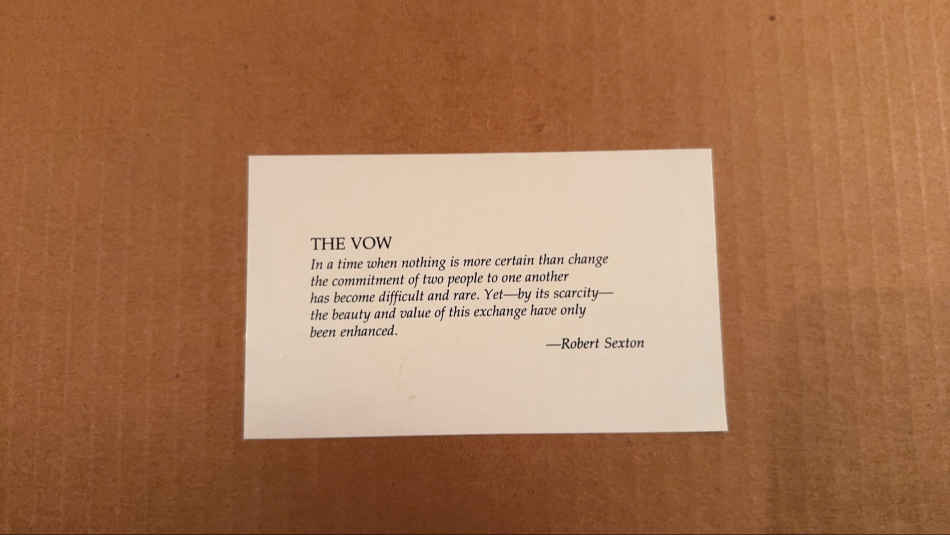 THE VOW
In a time when nothing is more certain than change
the commitment of two people to one another
has become difficult and rare. Yet—by its scarcity—
the beauty and value of this exchange have only
been enhanced.
—Robert Sexton